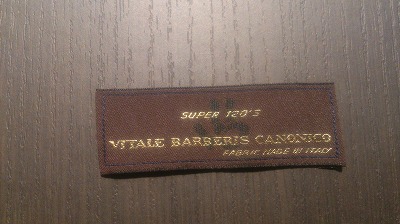 SUPER 120'S
VITALE BARBERIS CANONICO
FABRIC MADE IN ITALY